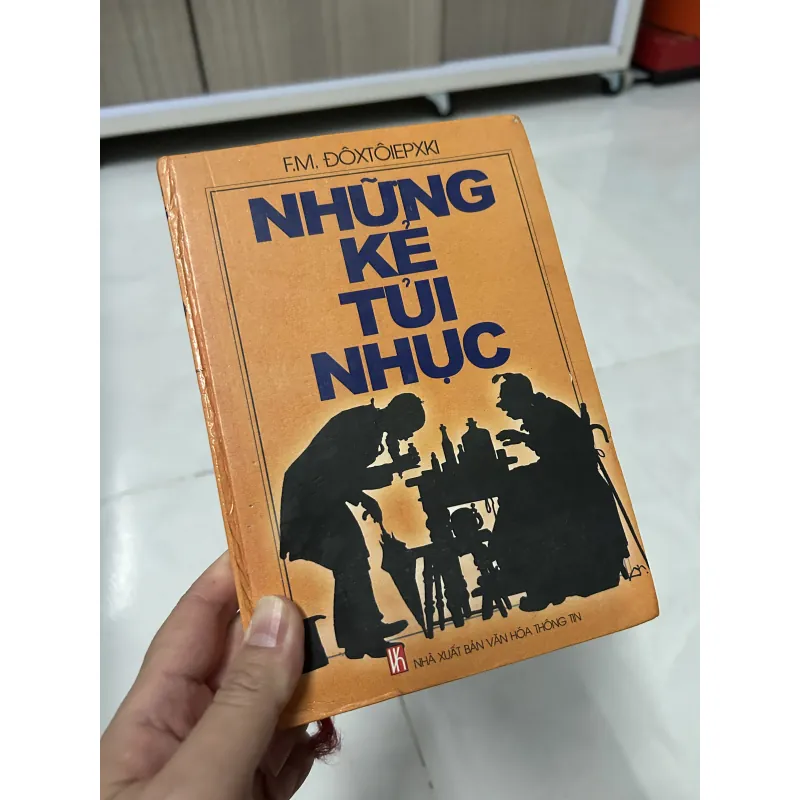 F.M. ĐÔXTÔIEPXKI
NHỮNG
KẺ
TỦI
NHỤC
NHÀ XUẤT BẢN VĂN HÓA THÔNG TIN